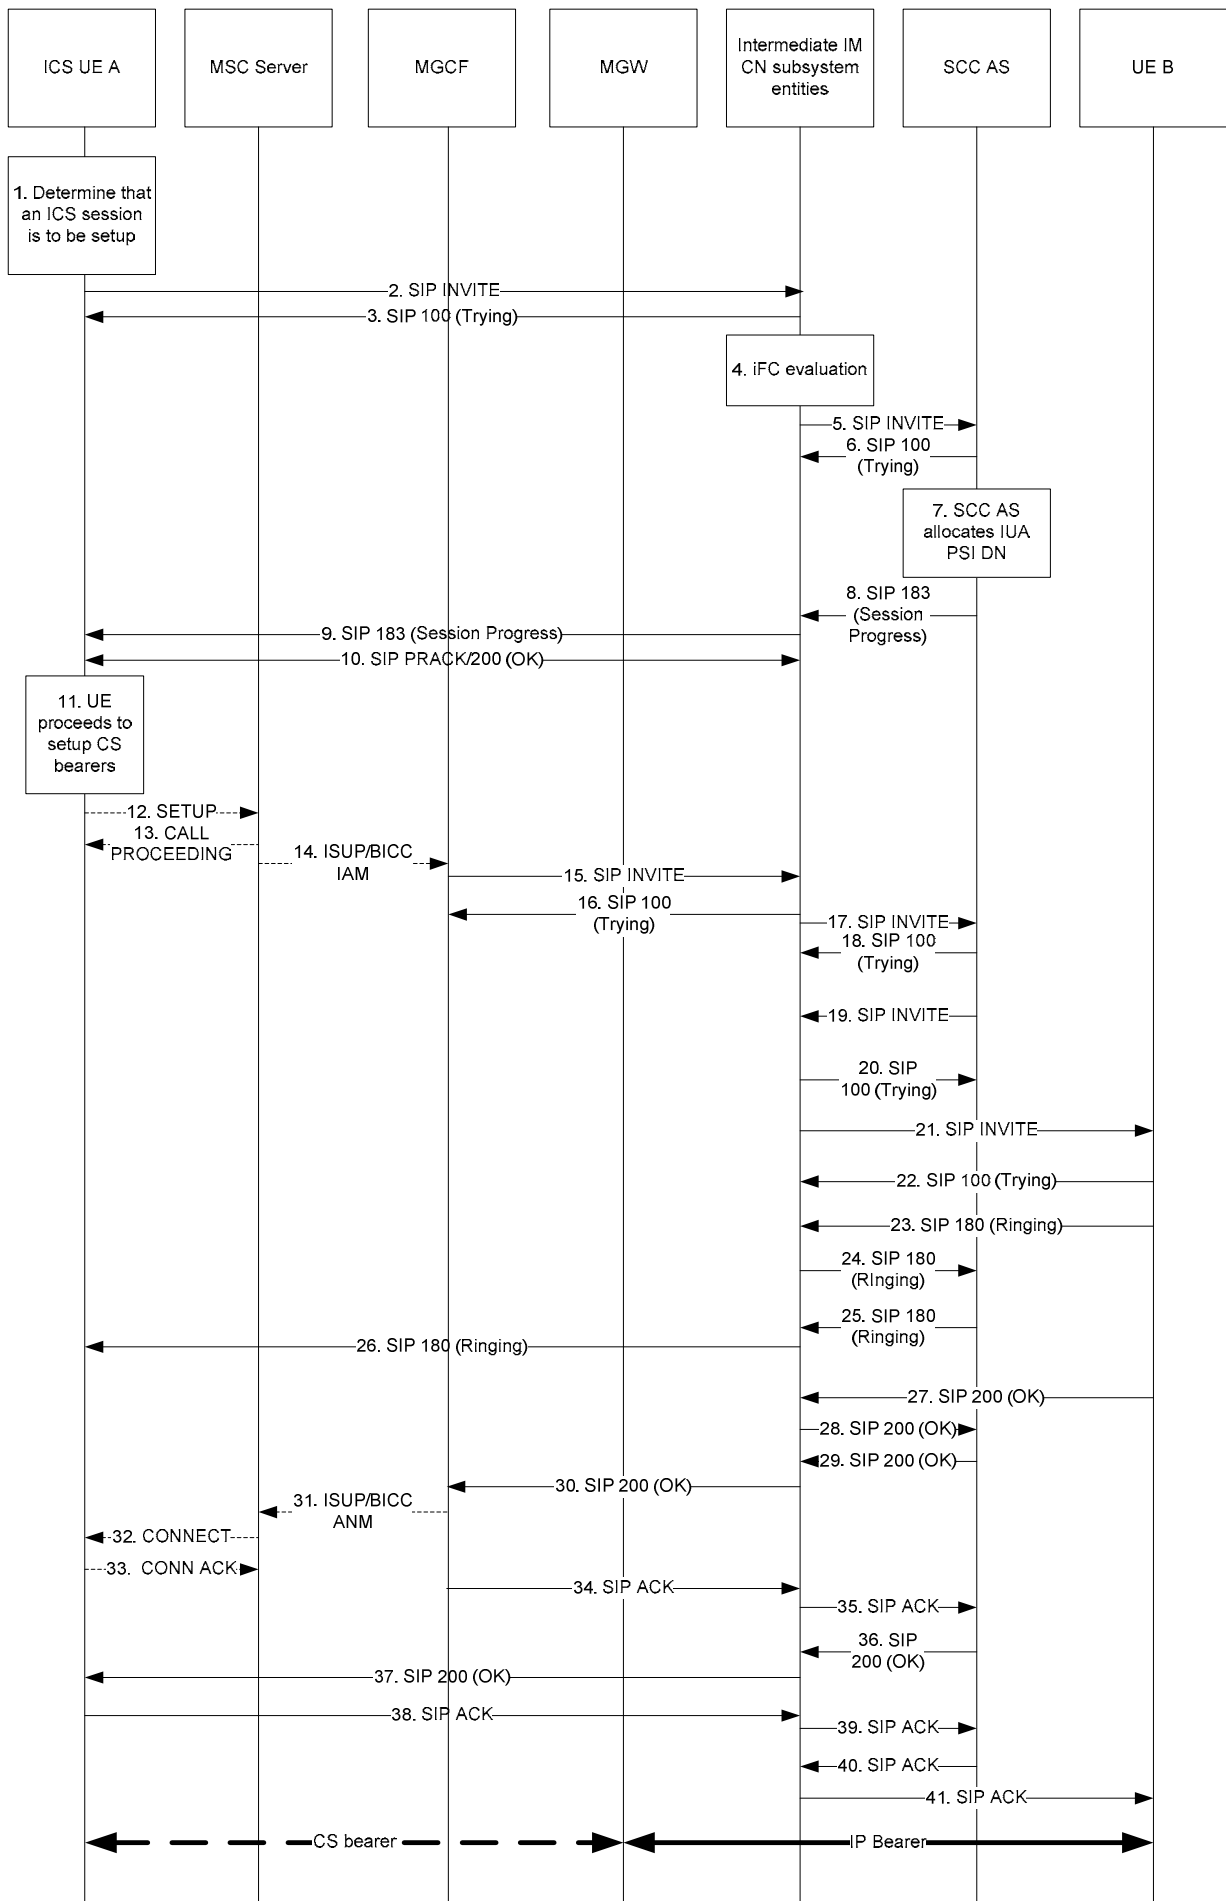 ICS UE A
MSC Server
MGCF
MGW
Intermediate IM
CN subsystem
entities
SCC AS
UE B
1. Determine that
an ICS session
is to be setup
2. SIP INVITE
3. SIP 100 (Trying)
4. iFC evaluation
5. SIP INVITE
6. SIP 100
(Trying)
7. SCC AS
allocates IUA
PSI DN
8. SIP 183
(Session
Progress)
9. SIP 183 (Session Progress)
10. SIP PRACK/200 (OK)
11. UE
proceeds to
setup CS
bearers
12. SETUP
13. CALL
PROCEEDING
14. ISUP/BICC
IAM
15. SIP INVITE
16. SIP 100
(Trying)
17. SIP INVITE
18. SIP 100
(Trying)
19. SIP INVITE
20. SIP
100 (Trying)
21. SIP INVITE
22. SIP 100 (Trying)
23. SIP 180 (Ringing)
24. SIP 180
(RInging)
25. SIP 180
(Ringing)
26. SIP 180 (Ringing)
27. SIP 200 (OK)
28. SIP 200 (OK)
29. SIP 200 (OK)
30. SIP 200 (OK)
31. ISUP/BICC
ANM
32. CONNECT
33. CONN ACK
34. SIP ACK
35. SIP ACK
36. SIP
200 (OK)
37. SIP 200 (OK)
38. SIP ACK
39. SIP ACK
40. SIP ACK
41. SIP ACK
CS bearer
IP Bearer